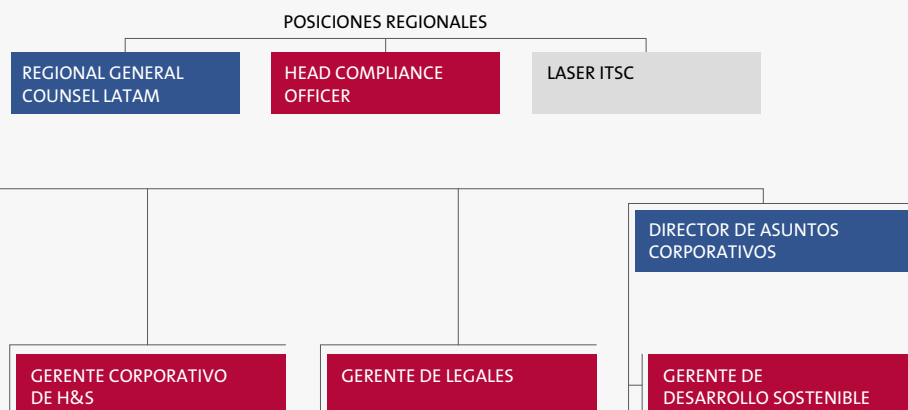 POSICIONES REGIONALES
REGIONAL GENERAL
COUNSEL LATAM
HEAD COMPLIANCE
OFFICER
LASER ITSC
DIRECTOR DE ASUNTOS
CORPORATIVOS
GERENTE CORPORATIVO
DE H&S
GERENTE DE LEGALES
GERENTE DE
DESARROLLO SOSTENIBLE